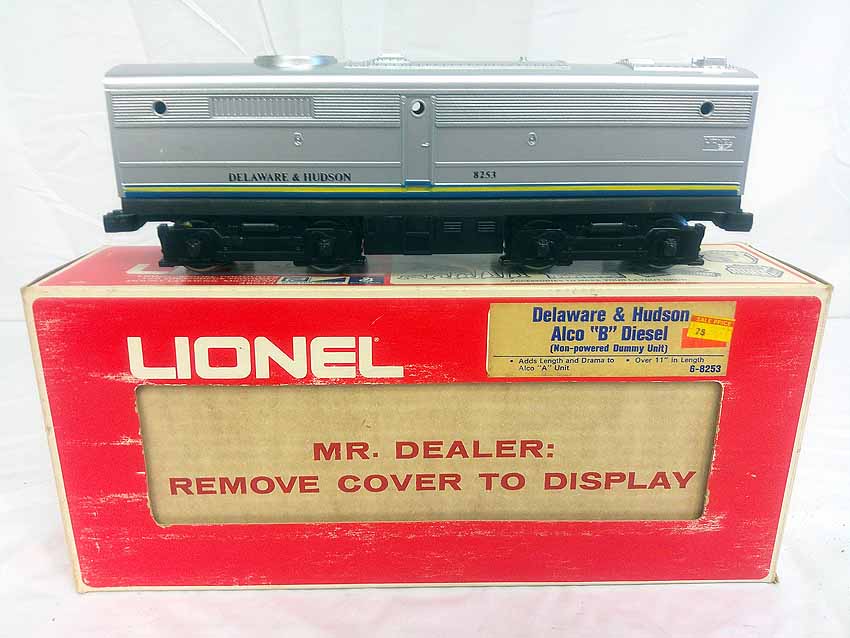 DELAWARE & HUDSON 8253
LIONEL
Delaware & Hudson
Alco "B" Diesel
(Non-powered Dummy Unit)
• Adds Length and Drama to
Alco "A" Unit
• Over 11" in Length
6-8253
SALE PRICE
75
MR. DEALER:
REMOVE COVER TO DISPLAY